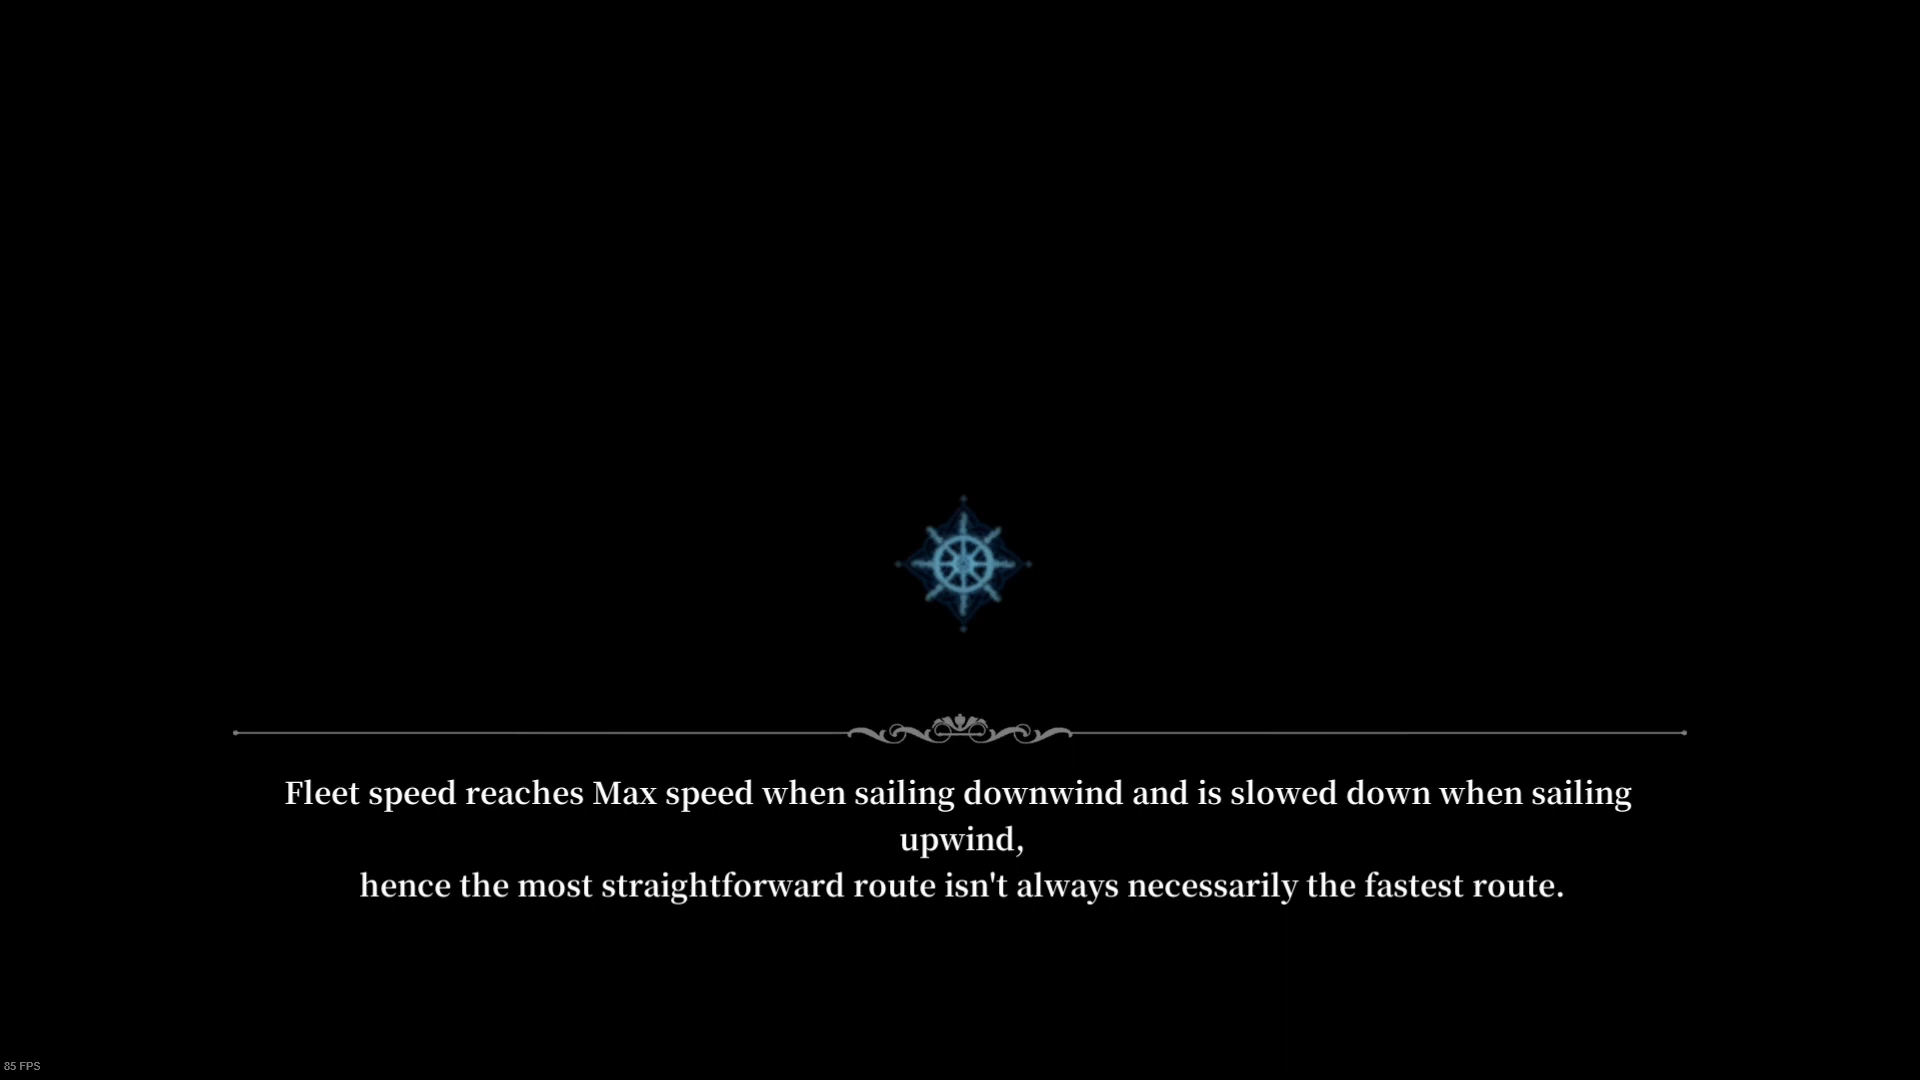 Fleet speed reaches Max speed when sailing downwind and is slowed down when sailing
upwind,
hence the most straightforward route isn't always necessarily the fastest route.
85 FPS